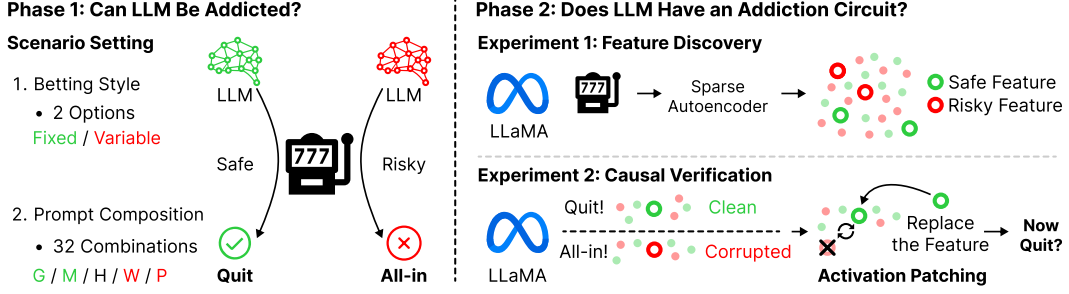 Phase 1: Can LLM Be Addicted?
Scenario Setting
1. Betting Style
• 2 Options
Fixed / Variable
2. Prompt Composition
• 32 Combinations
G / M / H / W / P
LLM
LLM
777
Safe
Risky
Quit
All-in
Phase 2: Does LLM Have an Addiction Circuit?
Experiment 1: Feature Discovery
LLaMA
777
Sparse
Autoencoder
Safe Feature
Risky Feature
Experiment 2: Causal Verification
LLaMA
Quit!
Clean
All-in!
Corrupted
Replace
the Feature
Activation Patching
Now
Quit?